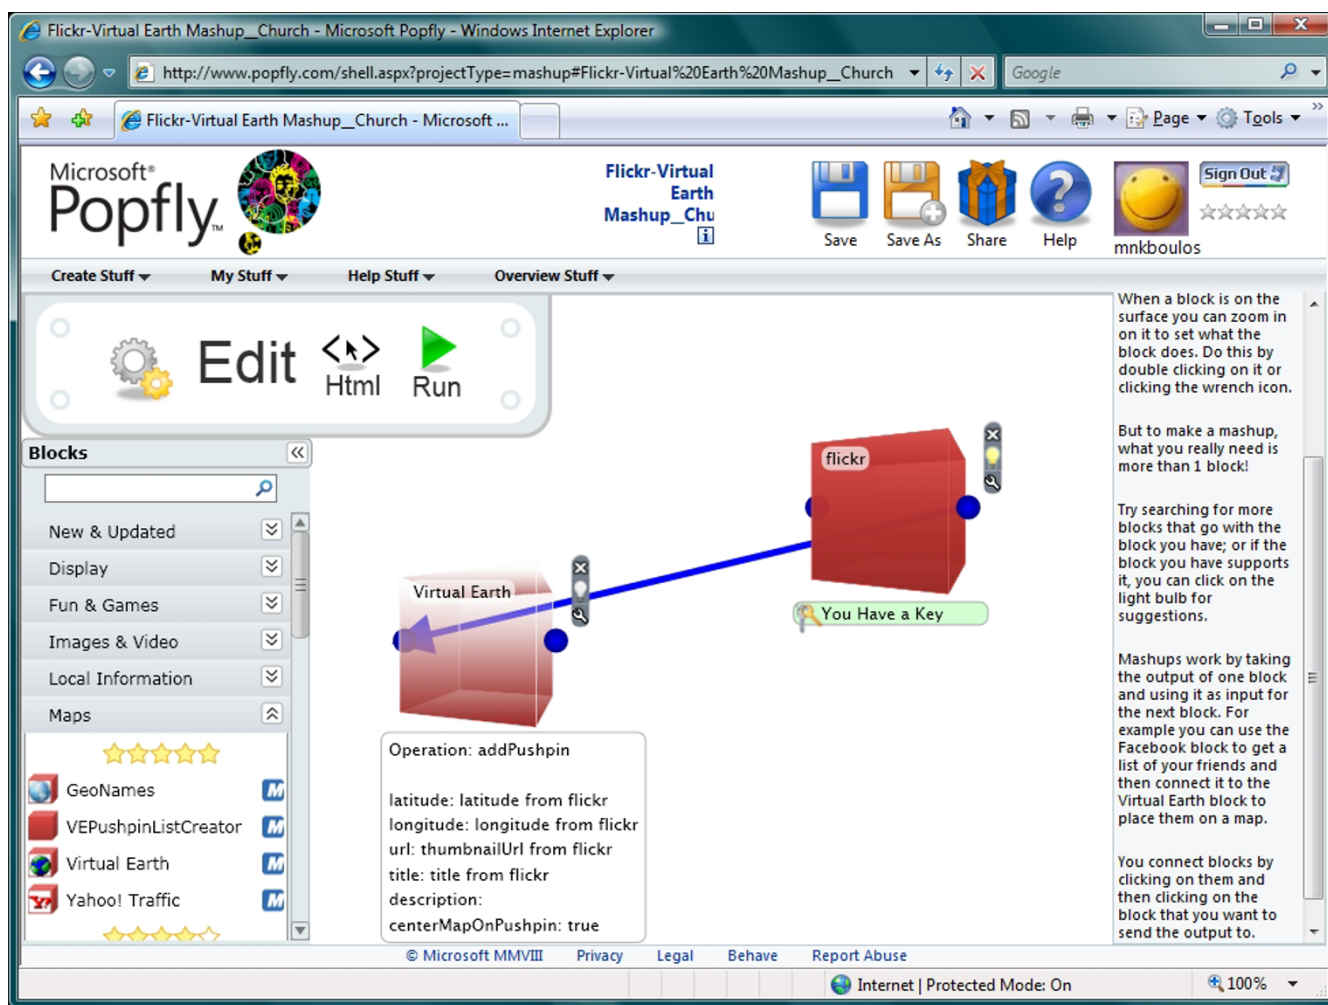 Flickr-Virtual Earth Mashup__Church - Microsoft Popfly - Windows Internet Explorer
http://www.popfly.com/shell.aspx?projectType=mashup#Flickr-Virtual%20Earth%20Mashup__Church
Google
Flickr-Virtual Earth Mashup__Church - Microsoft ...
Page
Tools
Microsoft®
Popfly™
Flickr-Virtual
Earth
Mashup__Chu
Save
Save As
Share
Help
Sign Out
mnkboulos
Create Stuff
My Stuff
Help Stuff
Overview Stuff
Edit
Html
Run
Blocks
New & Updated
Display
Fun & Games
Images & Video
Local Information
Maps
GeoNames
VEPushpinListCreator
Virtual Earth
Yahoo! Traffic
flickr
You Have a Key
Virtual Earth
Operation: addPushpin
latitude: latitude from flickr
longitude: longitude from flickr
url: thumbnailUrl from flickr
title: title from flickr
description:
centerMapOnPushpin: true
When a block is on the
surface you can zoom in
on it to set what the
block does. Do this by
double clicking on it or
clicking the wrench icon.
But to make a mashup,
what you really need is
more than 1 block!
Try searching for more
blocks that go with the
block you have; or if the
block you have supports
it, you can click on the
light bulb for
suggestions.
Mashups work by taking
the output of one block
and using it as input for
the next block. For
example you can use the
Facebook block to get a
list of your friends and
then connect it to the
Virtual Earth block to
place them on a map.
You connect blocks by
clicking on them and
then clicking on the
block that you want to
send the output to.
© Microsoft MMVIII
Privacy
Legal
Behave
Report Abuse
Internet | Protected Mode: On
100%